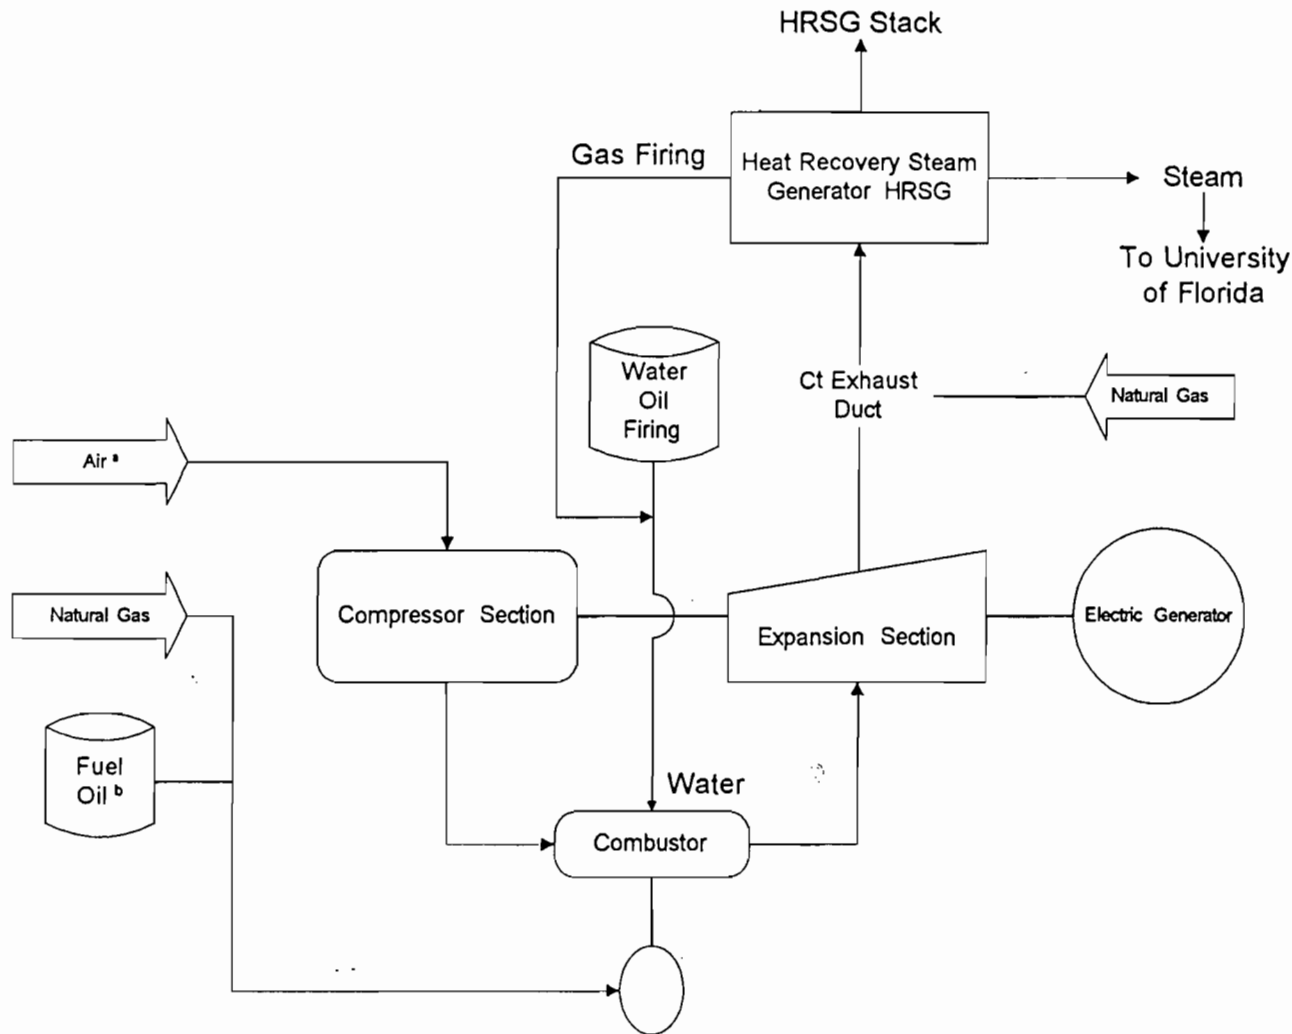 HRSG Stack
Gas Firing
Heat Recovery Steam
Generator HRSG
Steam
To University
of Florida
Water
Oil
Firing
Ct Exhaust
Duct
Natural Gas
Air a
Natural Gas
Compressor Section
Expansion Section
Electric Generator
Fuel
Oil b
Water
Combustor